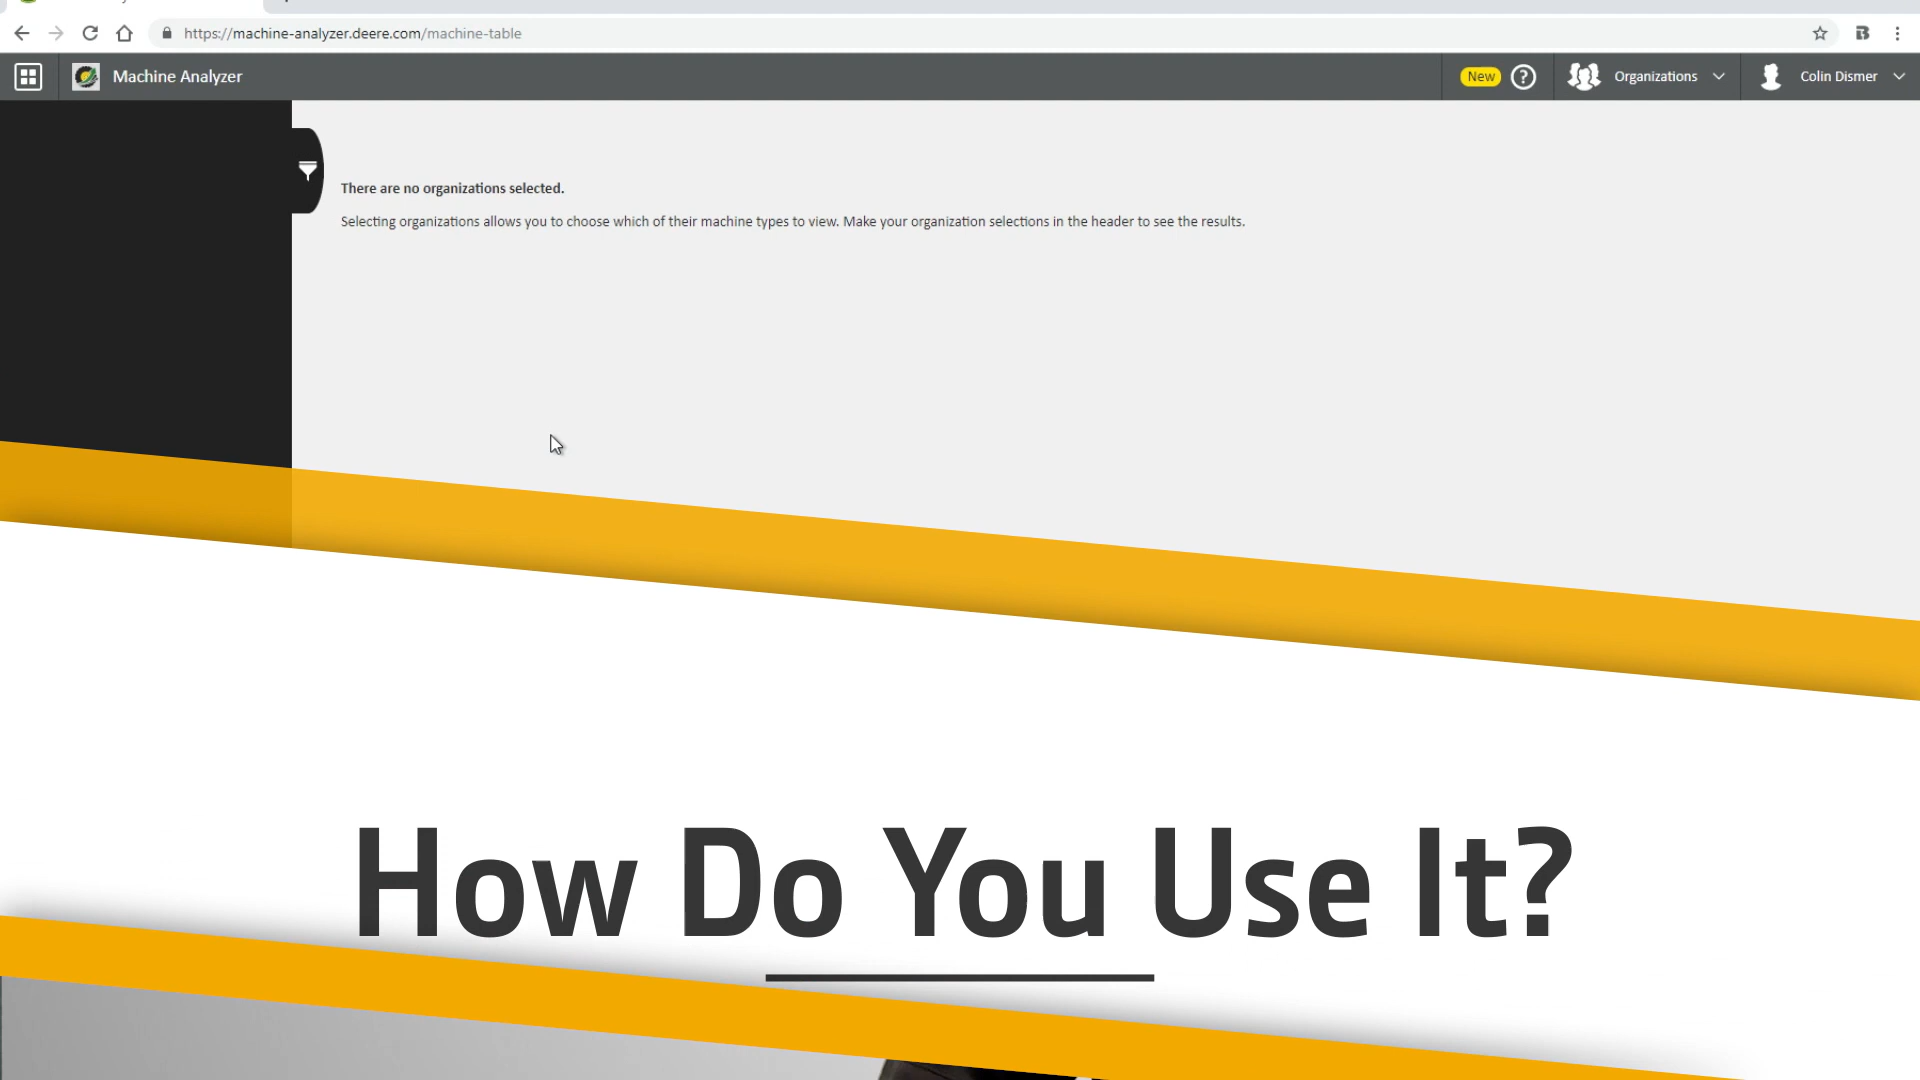 https://machine-analyzer.deere.com/machine-table
Machine Analyzer
New
?
Organizations
Colin Dismer
There are no organizations selected.
Selecting organizations allows you to choose which of their machine types to view. Make your organization selections in the header to see the results.
How Do You Use It?